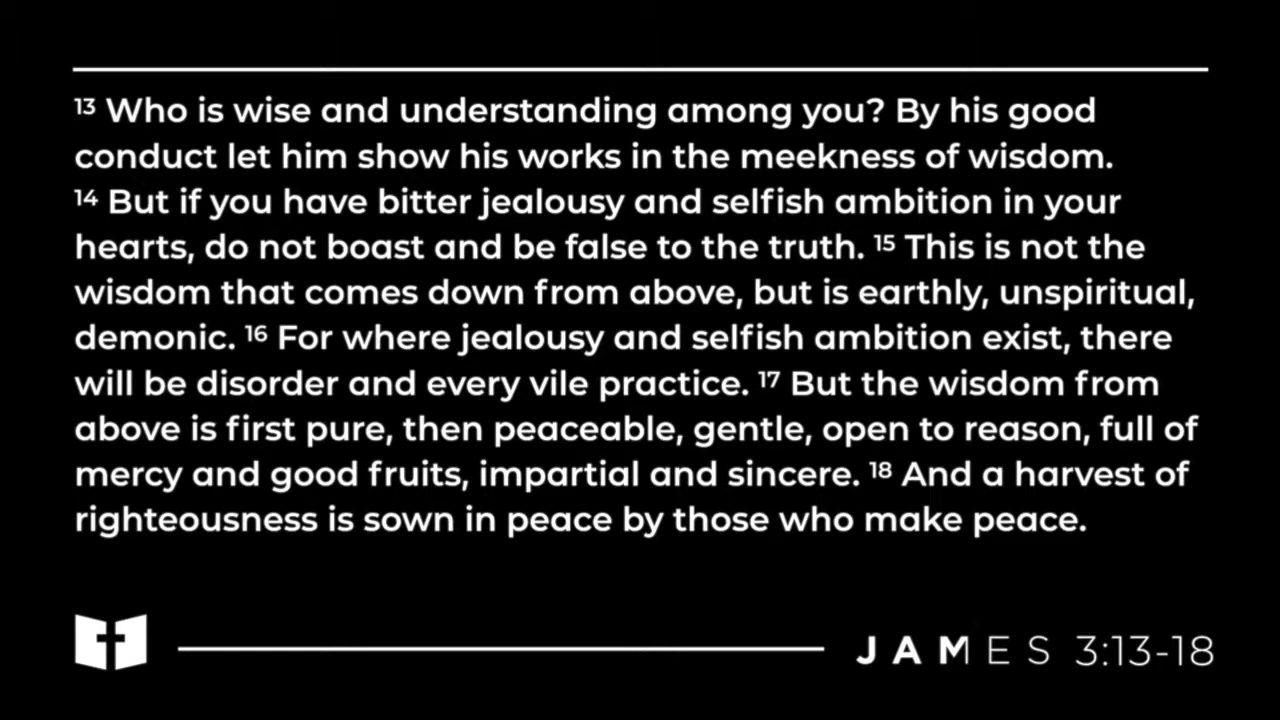 ¹³ Who is wise and understanding among you? By his good
conduct let him show his works in the meekness of wisdom.
¹⁴ But if you have bitter jealousy and selfish ambition in your
hearts, do not boast and be false to the truth. ¹⁵ This is not the
wisdom that comes down from above, but is earthly, unspiritual,
demonic. ¹⁶ For where jealousy and selfish ambition exist, there
will be disorder and every vile practice. ¹⁷ But the wisdom from
above is first pure, then peaceable, gentle, open to reason, full of
mercy and good fruits, impartial and sincere. ¹⁸ And a harvest of
righteousness is sown in peace by those who make peace.
JAMES 3:13-18